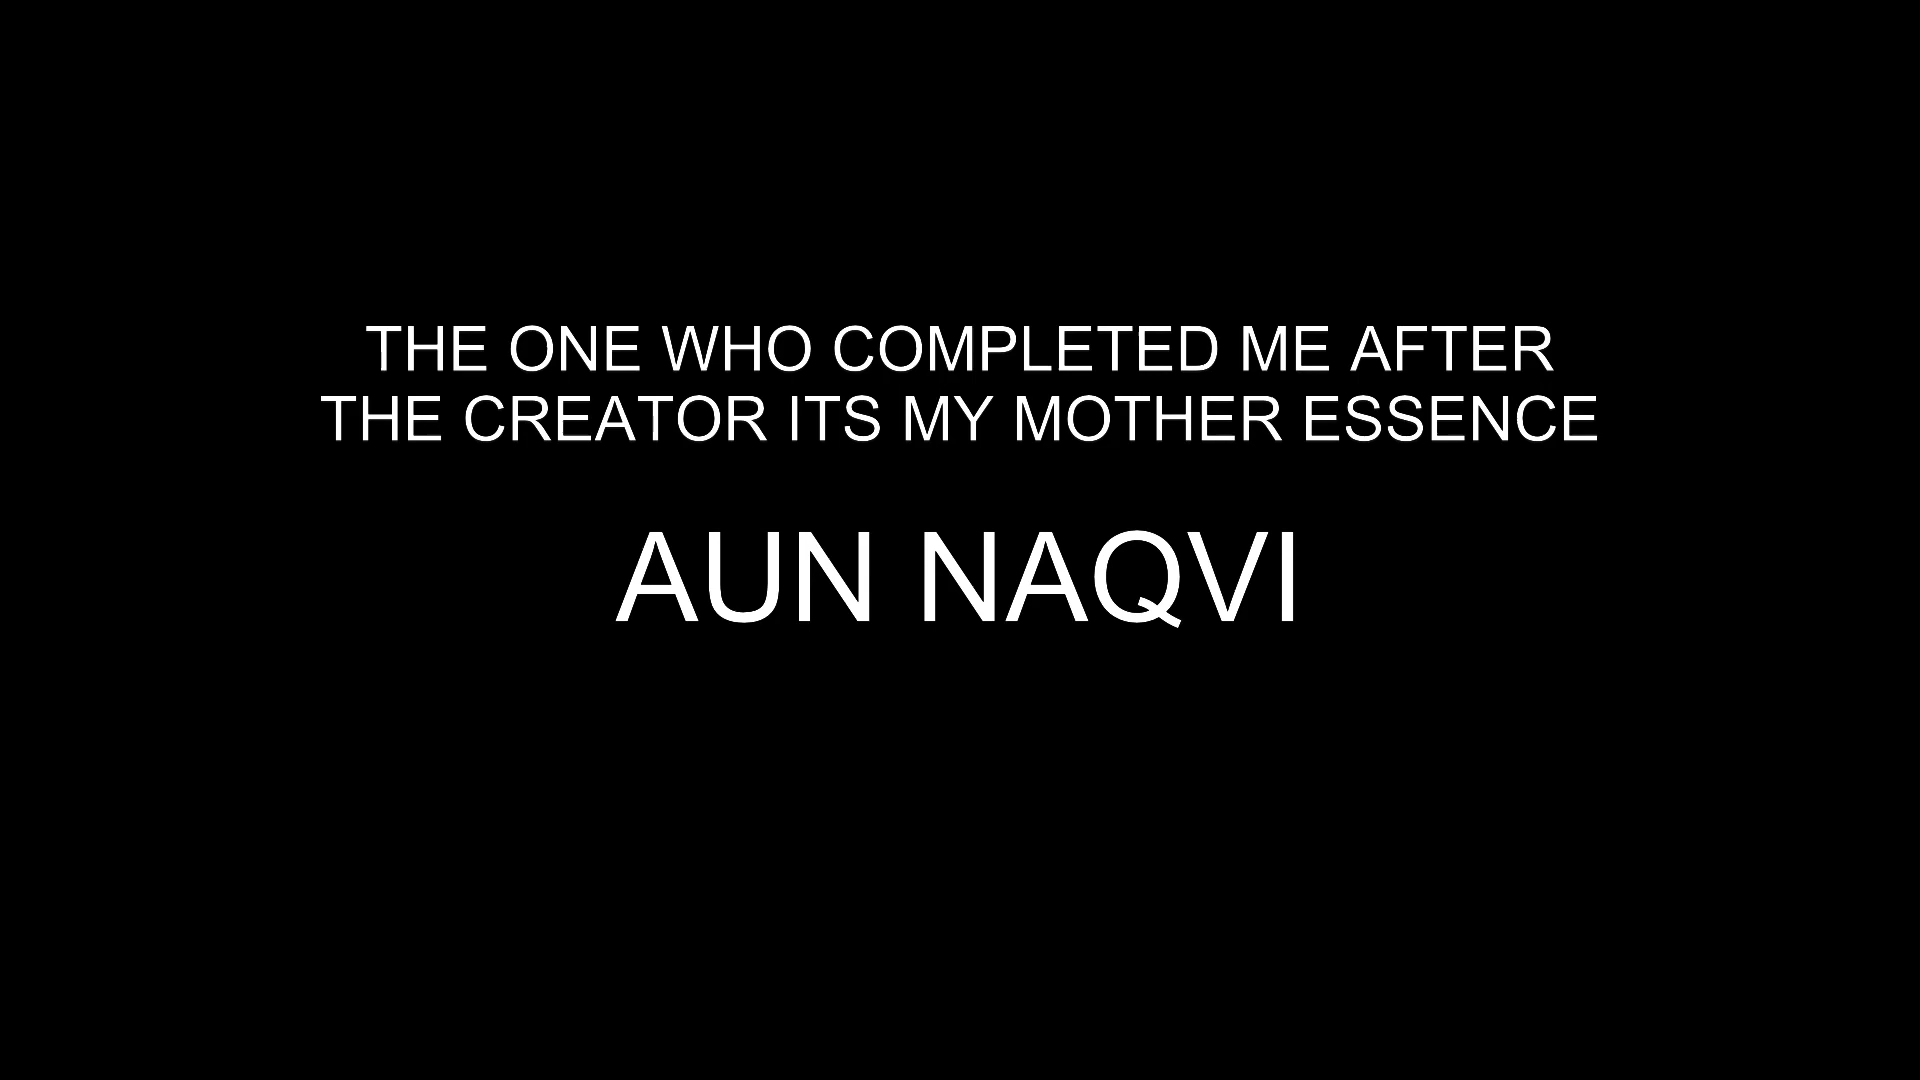 THE ONE WHO COMPLETED ME AFTER
THE CREATOR ITS MY MOTHER ESSENCE
AUN NAQVI